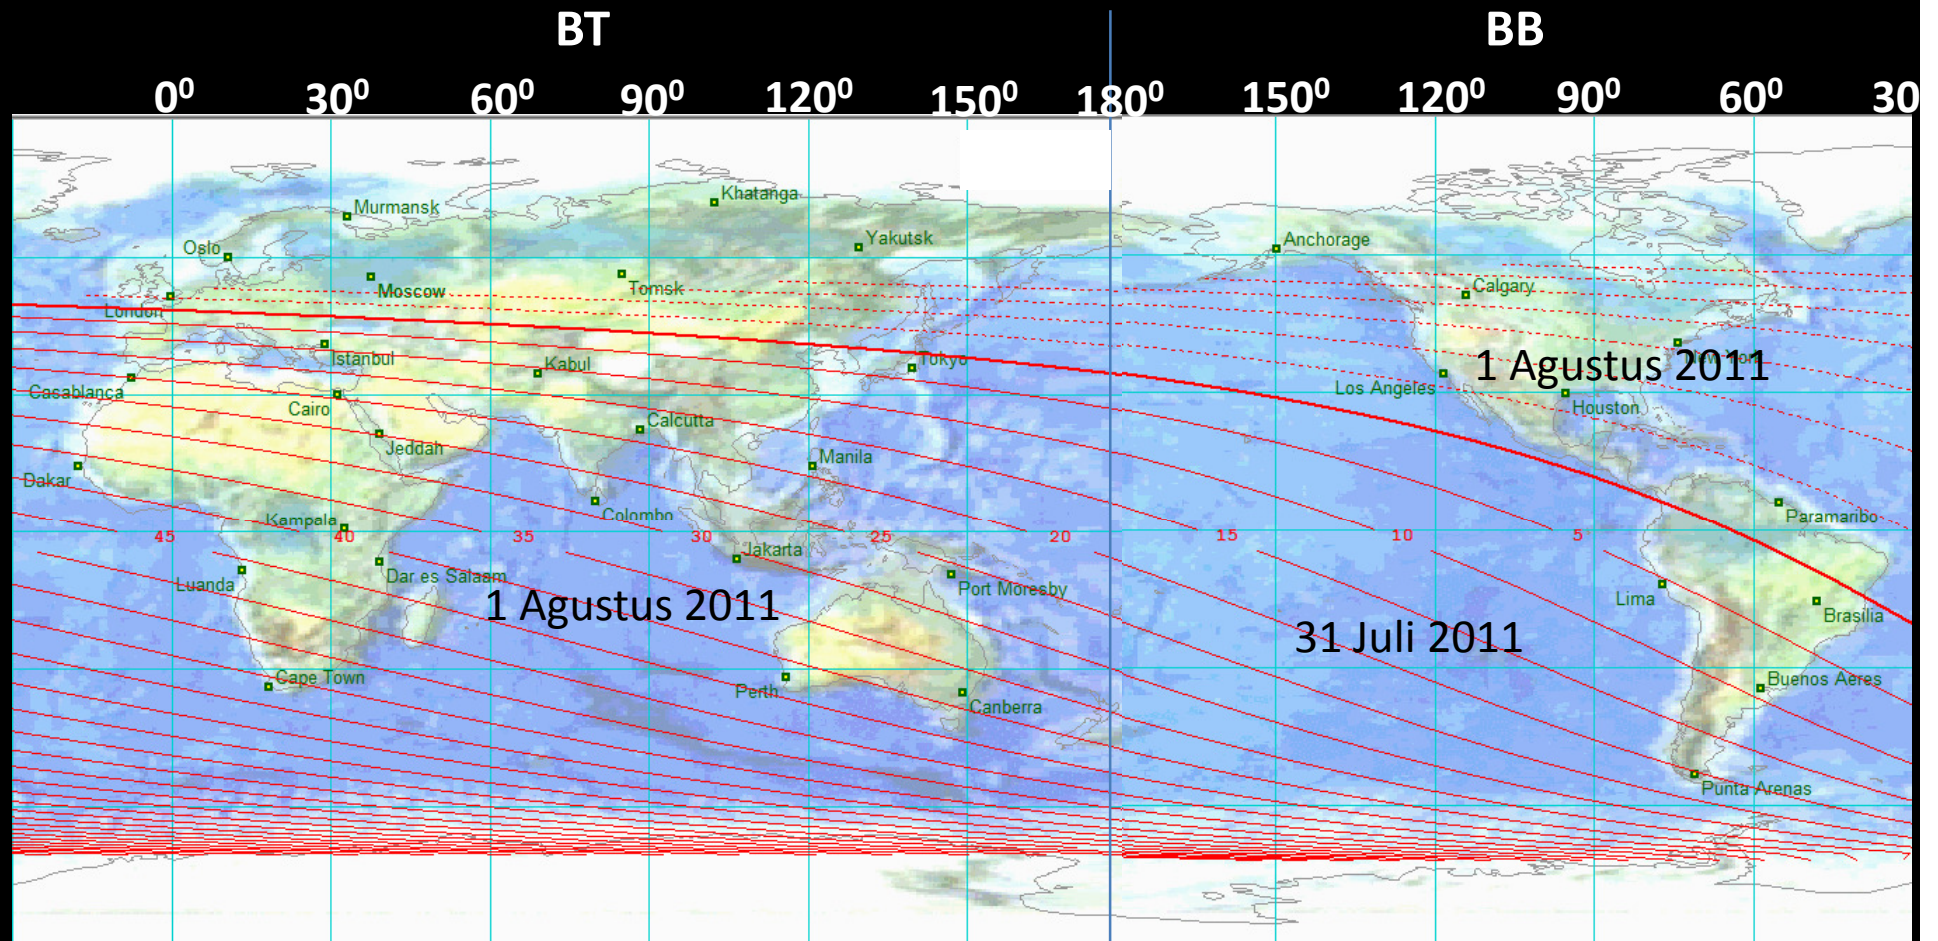 BT
BB
0⁰ 30⁰ 60⁰ 90⁰ 120⁰ 150⁰ 180⁰ 150⁰ 120⁰ 90⁰ 60⁰ 30
Khatanga
Murmansk
Yakutsk
Anchorage
Oslo
Calgary
Moscow
Tomsk
London
Istanbul
Kabul
Tokyo
New York
1 Agustus 2011
Casablanca
Los Angeles
Cairo
Houston
Calcutta
Jeddah
Manila
Dakar
Colombo
Kampala
Paramaribo
45 40 35 30 25 20 15 10 5
Jakarta
Luanda
Dar es Salaam
Port Moresby
Lima
1 Agustus 2011
Brasilia
31 Juli 2011
Cape Town
Perth
Buenos Aeres
Canberra
Punta Arenas